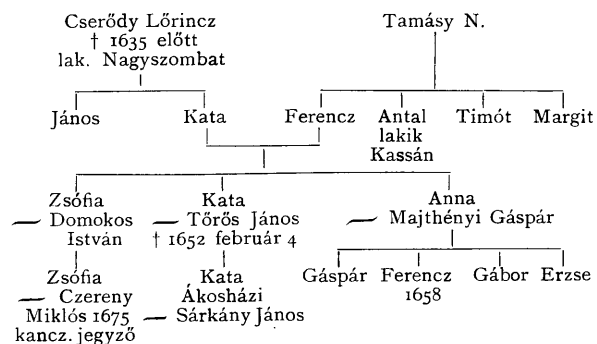 Cserődy Lőrincz Tamásy N.
† 1635 előtt
lak. Nagyszombat
János Kata Ferencz Antal Timót Margit
lakik
Kassán
Zsófia Kata Anna
Domokos Tőrős János Majthényi Gáspár
István † 1652 február 4
Zsófia Kata Gáspár Ferencz Gábor Erzse
Czereny Ákosházi 1658
Miklós 1675 Sárkány János
kancz. jegyző